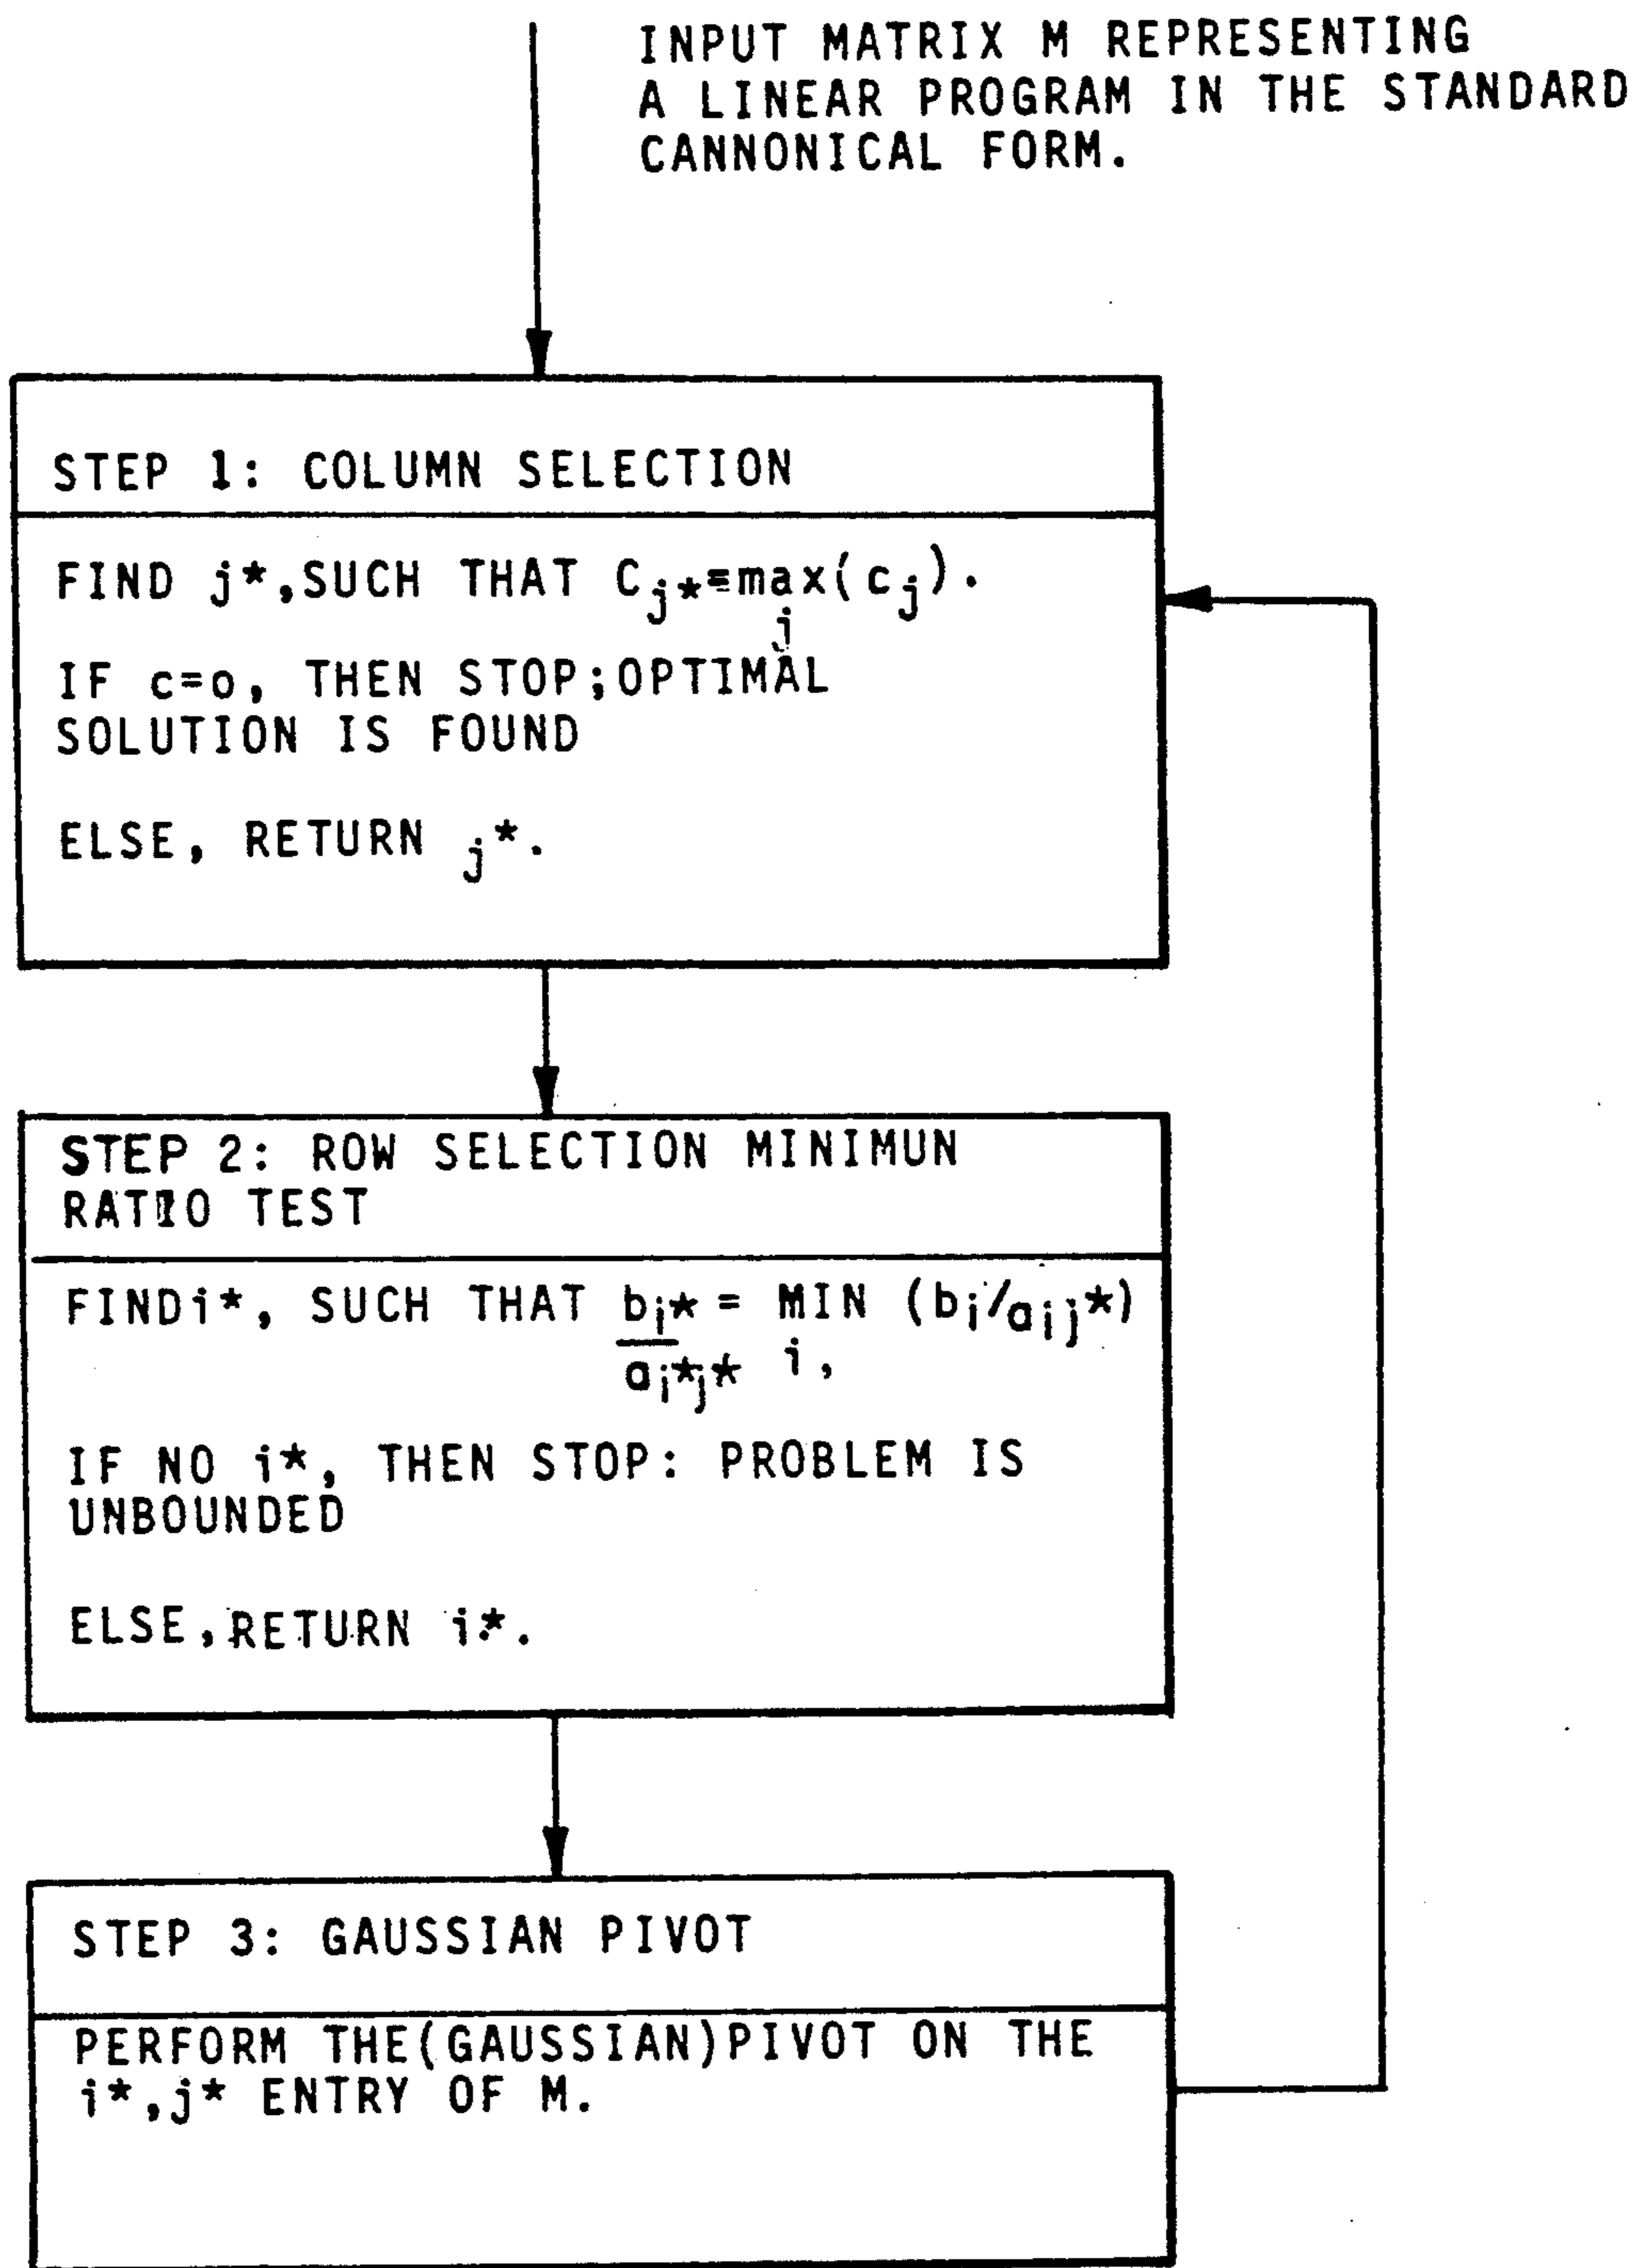 INPUT MATRIX M REPRESENTING
A LINEAR PROGRAM IN THE STANDARD
CANNONICAL FORM.
STEP 1: COLUMN SELECTION
FIND j*,SUCH THAT Cj*=max(cj).
j
IF c=o, THEN STOP;OPTIMAL
SOLUTION IS FOUND
ELSE, RETURN j*.
STEP 2: ROW SELECTION MINIMUN
RATIO TEST
FINDi*, SUCH THAT bi* = MIN (bi/aij*)
ai*j* i,
IF NO i*, THEN STOP: PROBLEM IS
UNBOUNDED
ELSE,RETURN i*.
STEP 3: GAUSSIAN PIVOT
PERFORM THE(GAUSSIAN)PIVOT ON THE
i*,j* ENTRY OF M.